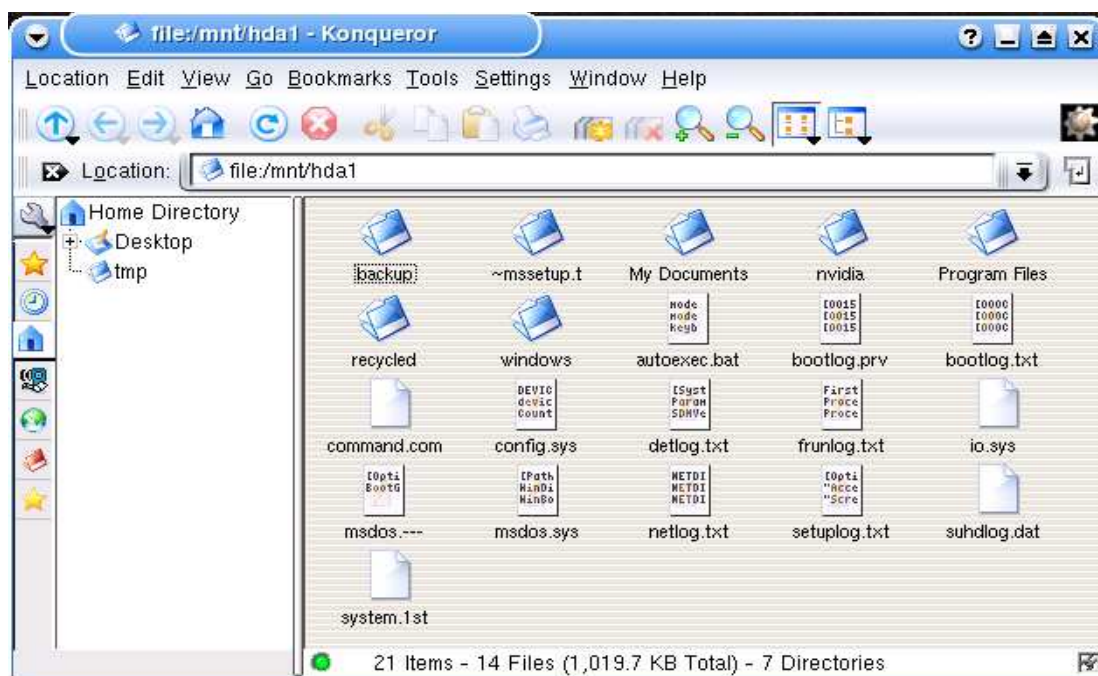 file:/mnt/hda1 - Konqueror
Location Edit View Go Bookmarks Tools Settings Window Help
Location: file:/mnt/hda1
Home Directory
Desktop
tmp
backup ~mssetup.t My Documents nvidia Program Files
recycled windows autoexec.bat bootlog.prv bootlog.txt
command.com config.sys detlog.txt frunlog.txt io.sys
msdos.--- msdos.sys netlog.txt setuplog.txt suhdlog.dat
system.1st
21 Items - 14 Files (1,019.7 KB Total) - 7 Directories